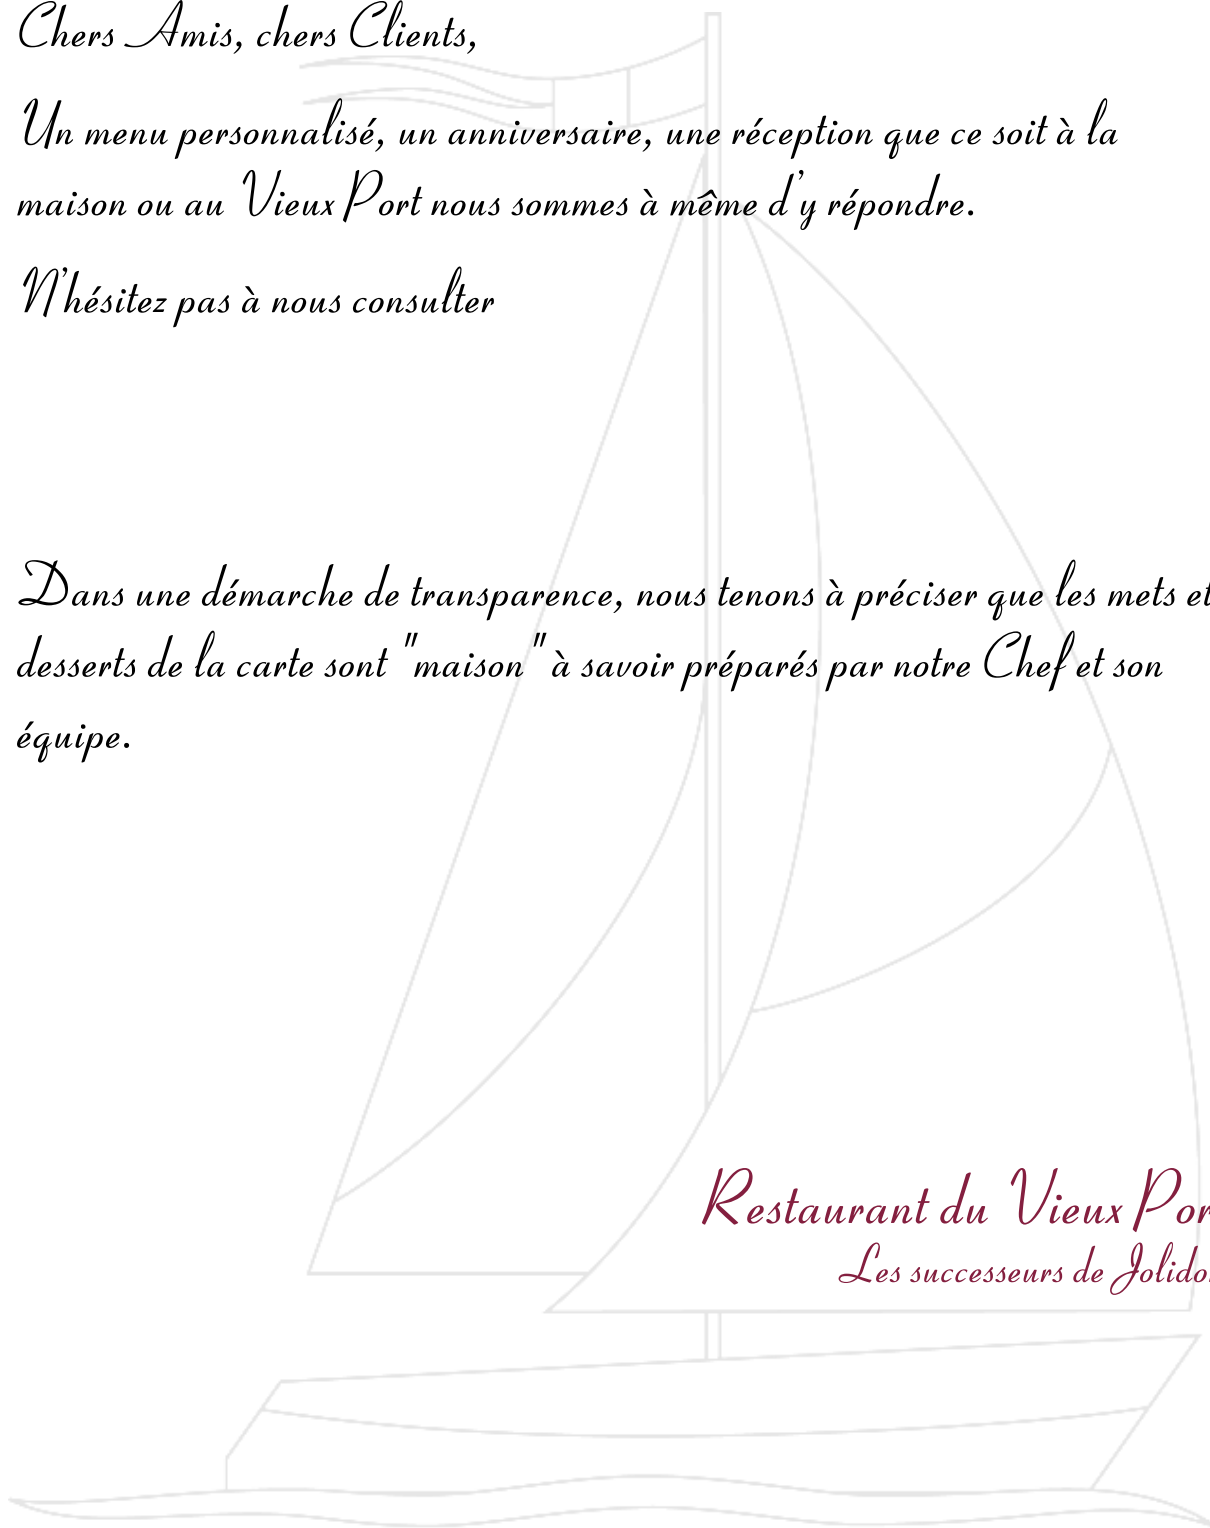 Chers Amis, chers Clients,
Un menu personnalisé, un anniversaire, une réception que ce soit à la
maison ou au Vieux Port nous sommes à même d'y répondre.
N'hésitez pas à nous consulter
Dans une démarche de transparence, nous tenons à préciser que les mets et
desserts de la carte sont "maison" à savoir préparés par notre Chef et son
équipe.
Restaurant du Vieux Por
Les successeurs de Jolido